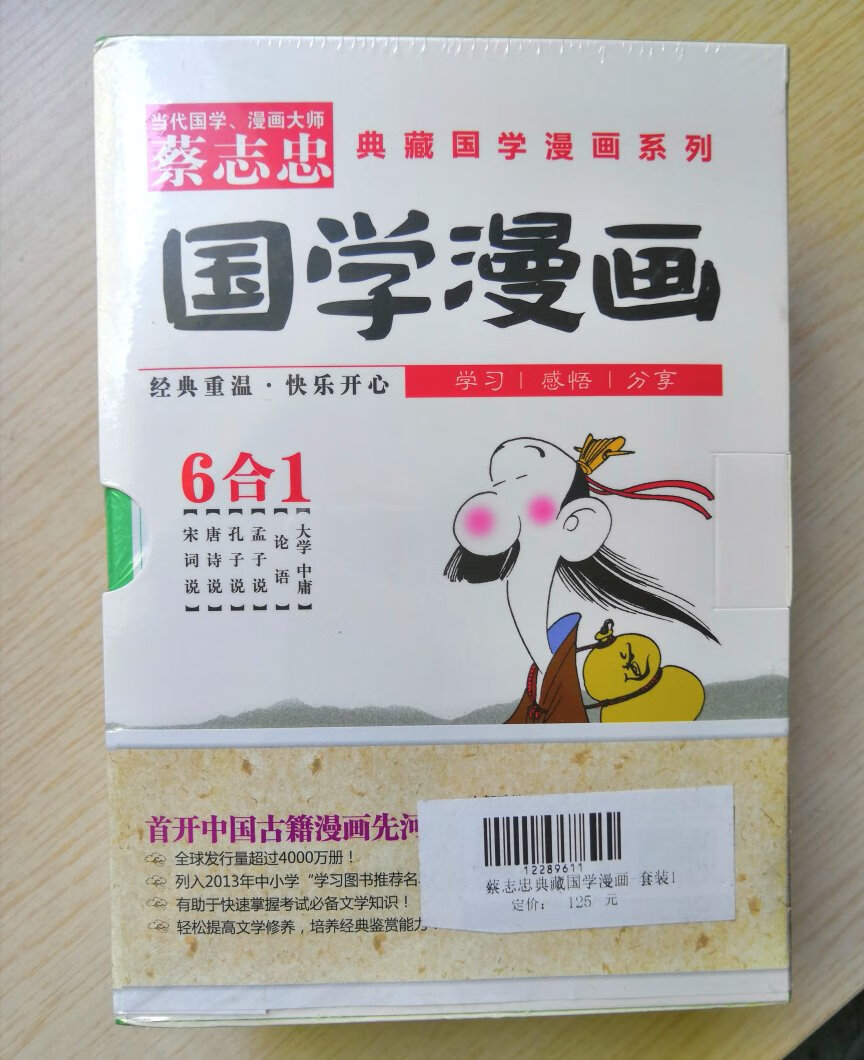 当代国学、漫画大师
蔡志忠
典藏国学漫画系列
国学漫画
经典重温·快乐开心
学习|感悟|分享
6合1
【大学 中庸】
【论语】
【孟子说】
【孔子说】
【唐诗说】
【宋词说】
道
首开中国古籍漫画先河
全球发行量超过4000万册！
列入2013年中小学“学习图书推荐名
有助于快速掌握考试必备文学知识！
轻松提高文学修养，培养经典鉴赏能力！
12289611
蔡志忠典藏国学漫画 套装1
定价： 125 元